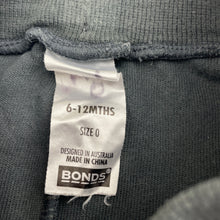 6-12MTHS
SIZE 0
DESIGNED IN AUSTRALIA
MADE IN CHINA
BONDS